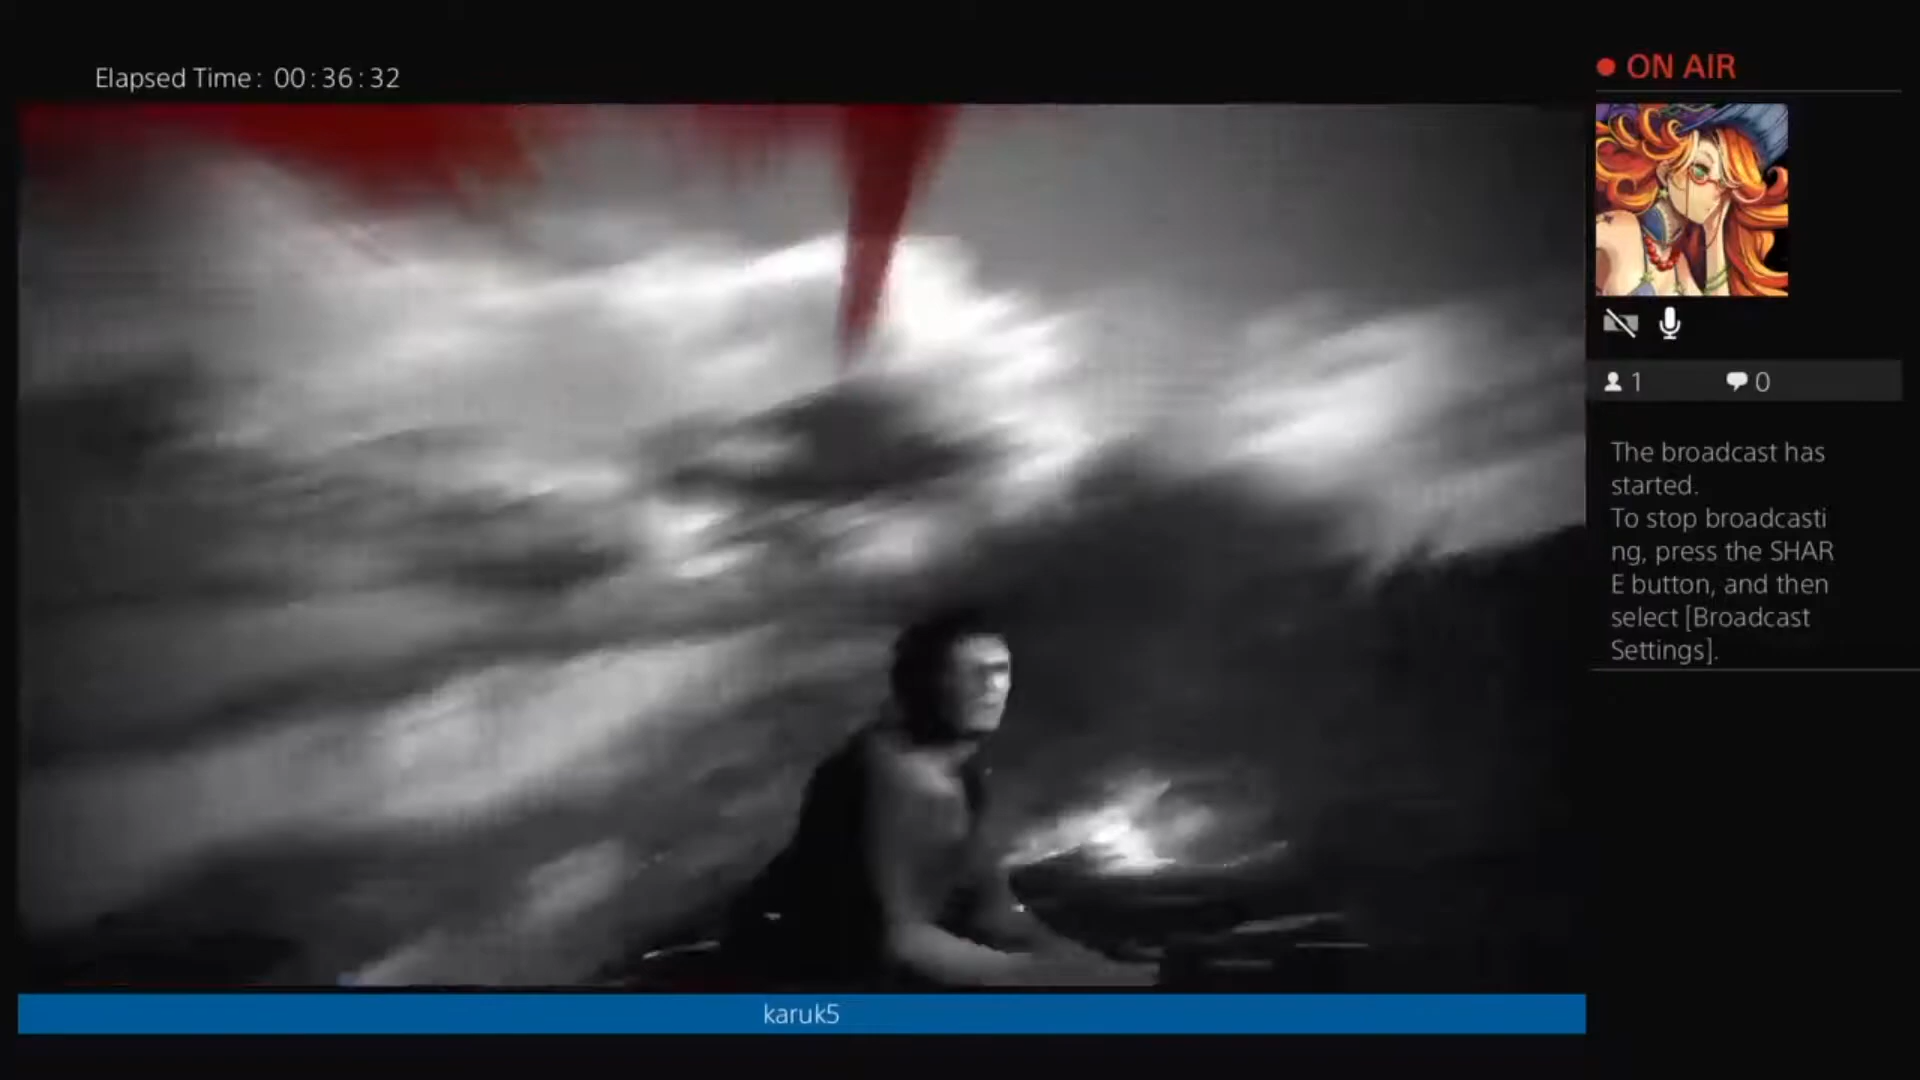 Elapsed Time: 00:36:32
ON AIR
1 0
The broadcast has
started.
To stop broadcasti
ng, press the SHAR
E button, and then
select [Broadcast
Settings].
karuk5